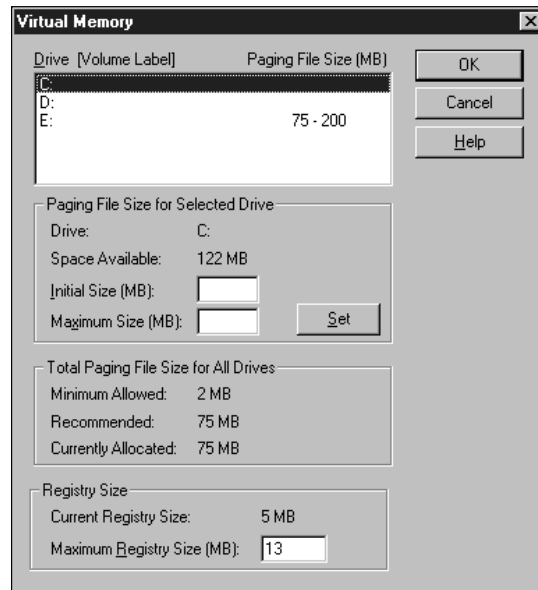 Virtual Memory
Drive [Volume Label] Paging File Size (MB)
OK
C:
D:
E: 75 - 200
Cancel
Help
Paging File Size for Selected Drive
Drive: C:
Space Available: 122 MB
Initial Size (MB):
Maximum Size (MB):
Set
Total Paging File Size for All Drives
Minimum Allowed: 2 MB
Recommended: 75 MB
Currently Allocated: 75 MB
Registry Size
Current Registry Size: 5 MB
Maximum Registry Size (MB): 13